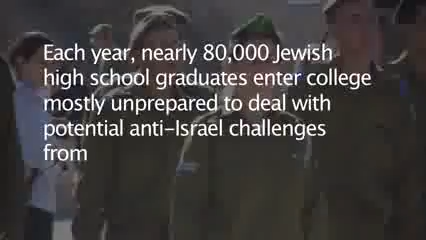 Each year, nearly 80,000 Jewish
high school graduates enter college
mostly unprepared to deal with
potential anti-Israel challenges
from